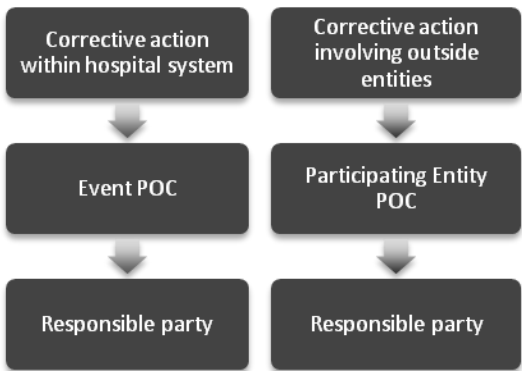 Corrective action
within hospital system
Corrective action
involving outside
entities
Event POC
Participating Entity
POC
Responsible party
Responsible party